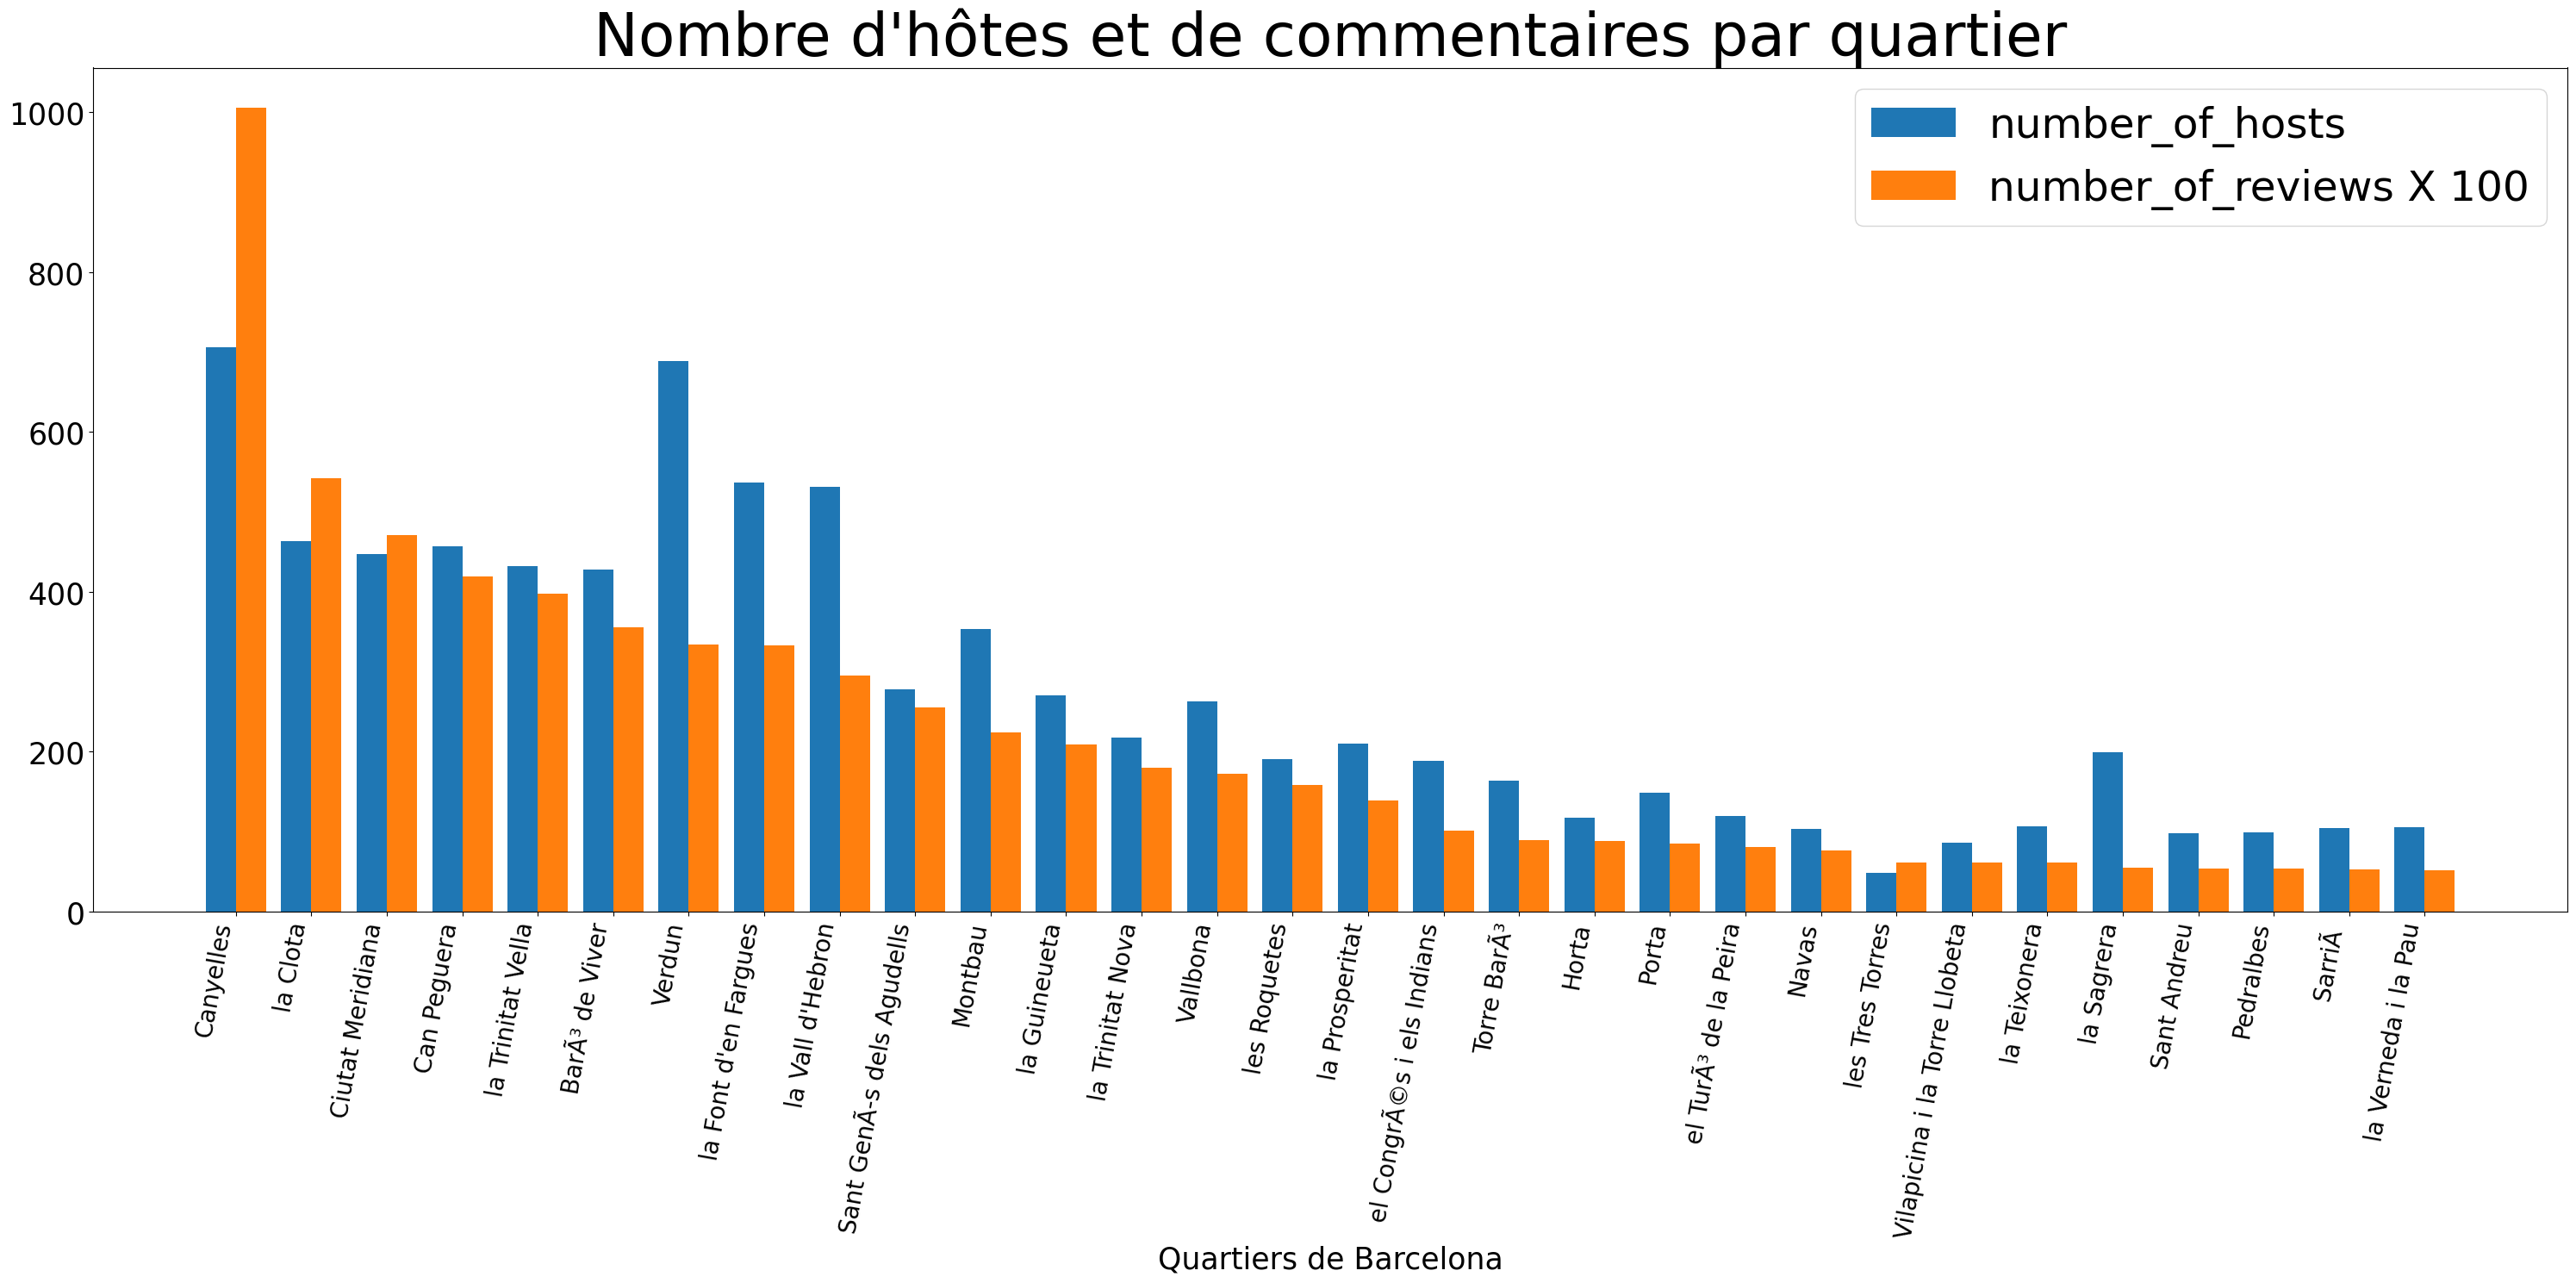 Nombre d'hôtes et de commentaires par quartier
number_of_hosts
number_of_reviews X 100
1000
800
600
400
200
0
Canyelles
la Clota
Ciutat Meridiana
Can Peguera
la Trinitat Vella
BarÃ³ de Viver
Verdun
la Font d'en Fargues
la Vall d'Hebron
Sant GenÃ-s dels Agudells
Montbau
la Guineueta
la Trinitat Nova
Vallbona
les Roquetes
la Prosperitat
el CongrÃ©s i els Indians
Torre BarÃ³
Horta
Porta
el TurÃ³ de la Peira
Navas
les Tres Torres
Vilapicina i la Torre Llobeta
la Teixonera
la Sagrera
Sant Andreu
Pedralbes
SarriÃ
la Verneda i la Pau
Quartiers de Barcelona